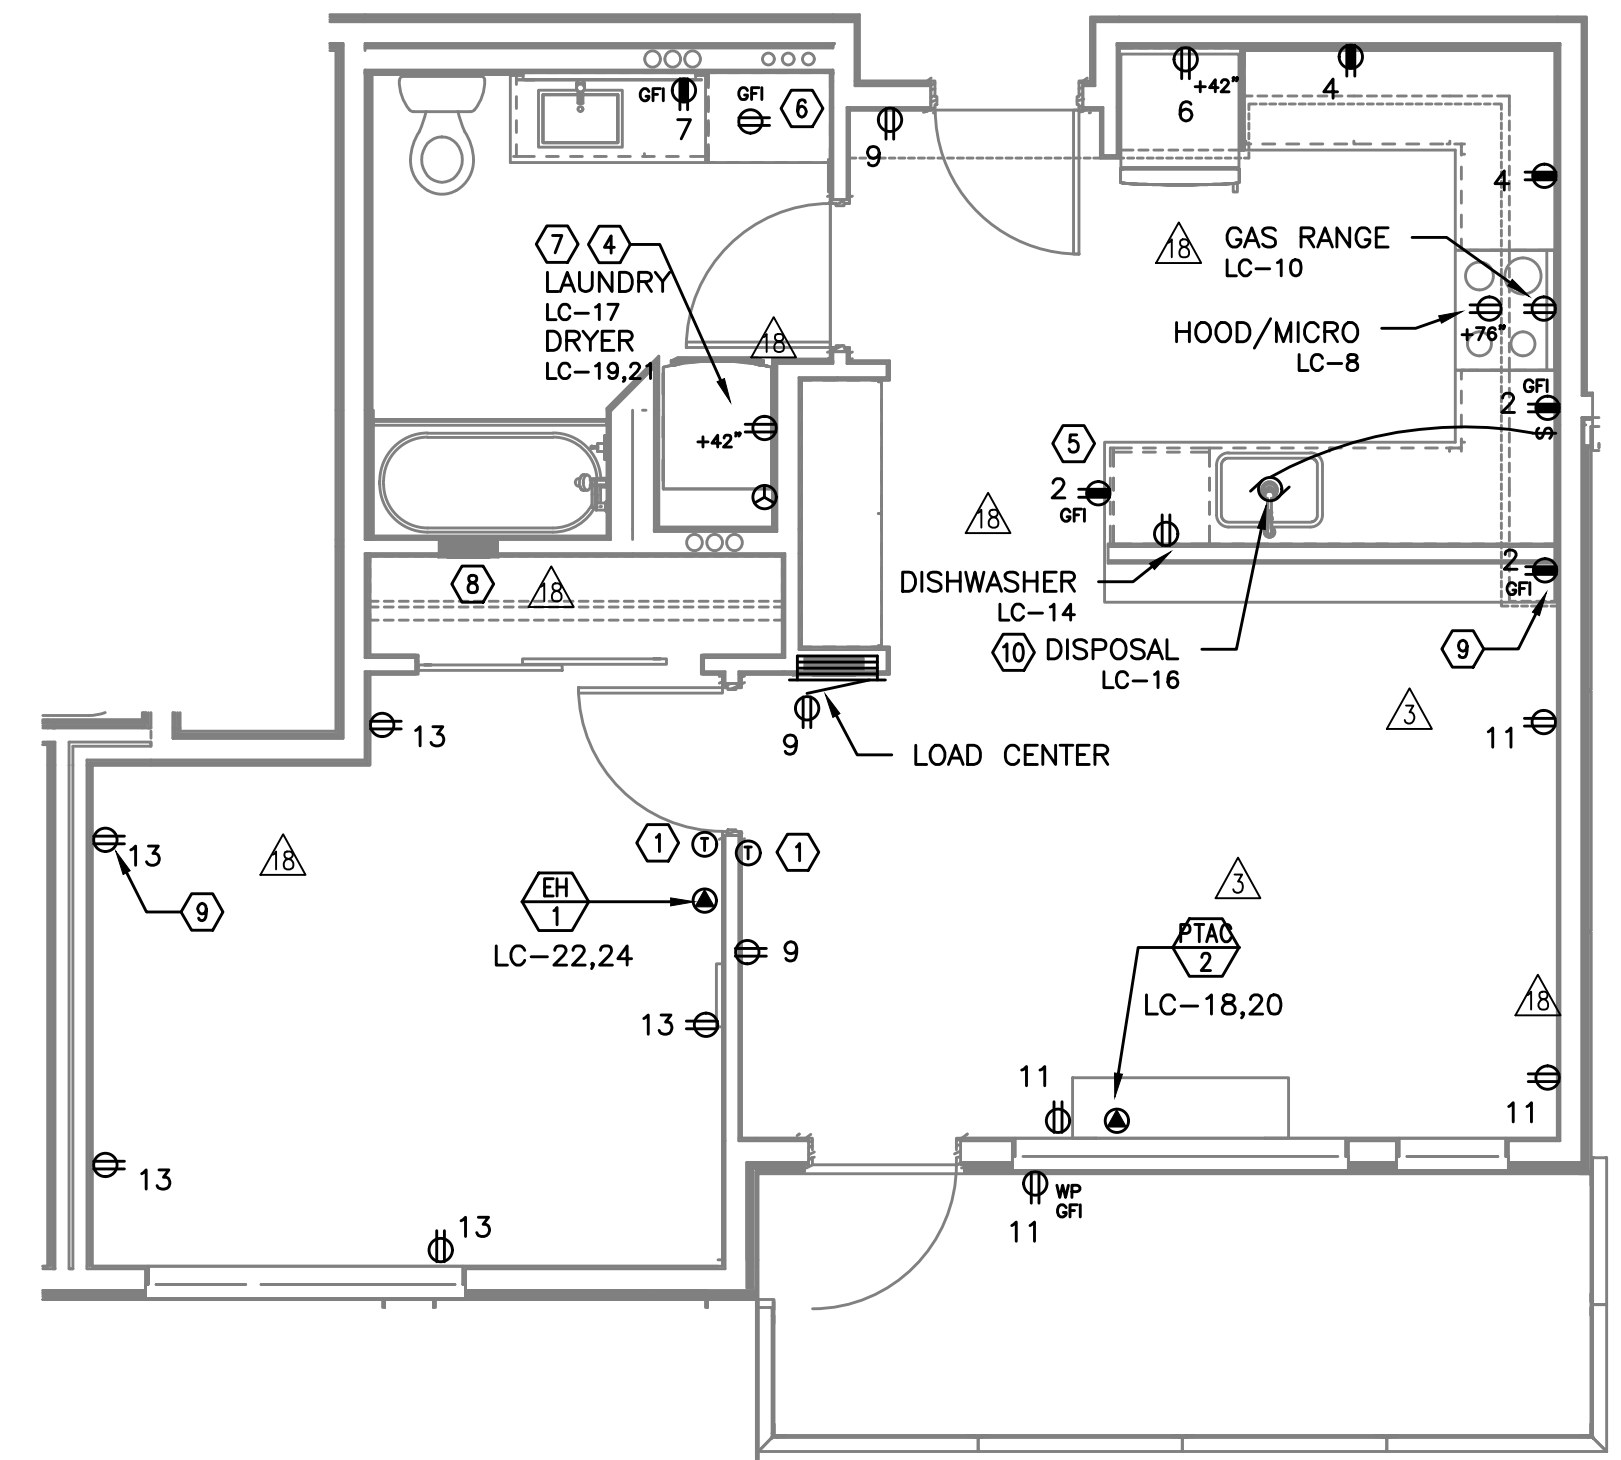 GFI
7
GFI
6
9
+42"
6
4
4
7
4
LAUNDRY
LC-17
DRYER
LC-19,21
18
18
GAS RANGE
LC-10
HOOD/MICRO
LC-8
+76"
GFI
2
S
+42"
5
2
GFI
18
8
18
DISHWASHER
LC-14
10
DISPOSAL
LC-16
2
GFI
9
3
11
13
9
LOAD CENTER
13
9
18
1
T
T
1
EH
1
LC-22,24
9
3
PTAC
2
LC-18,20
18
13
11
11
13
13
WP
GFI
11